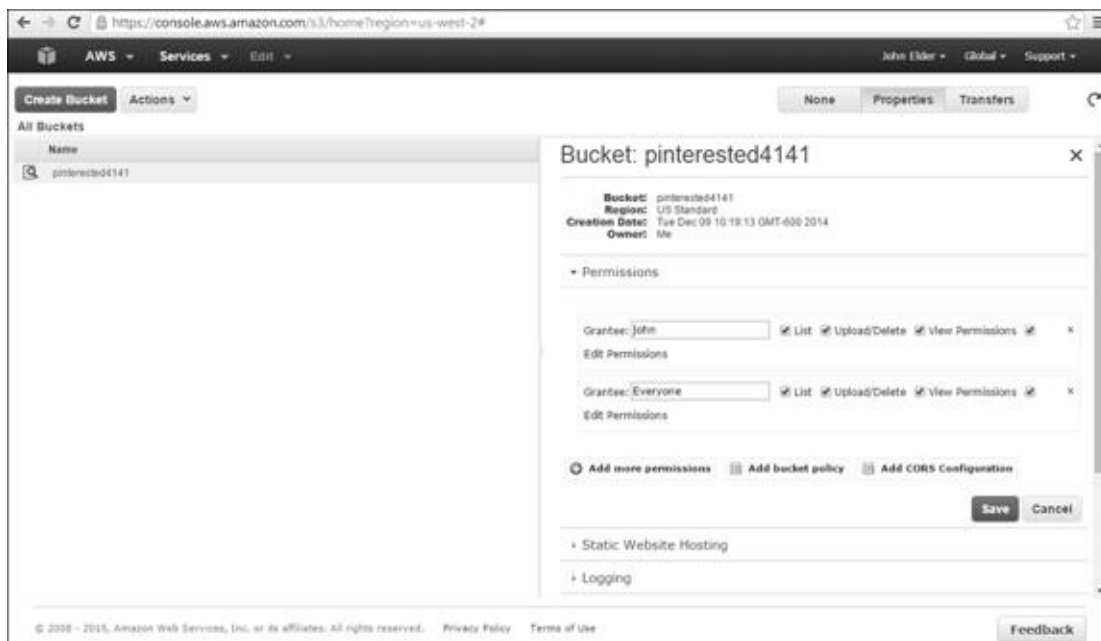 https://console.aws.amazon.com/s3/home?region=us-west-2#
AWS Services Edit John Elder Global Support
Create Bucket Actions None Properties Transfers
All Buckets
Name
pinterested4141
Bucket: pinterested4141
Bucket: pinterested4141
Region: US Standard
Creation Date: Tue Dec 09 10:19:13 GMT-600 2014
Owner: Me
Permissions
Grantee: John List Upload/Delete View Permissions
Edit Permissions
Grantee: Everyone List Upload/Delete View Permissions
Edit Permissions
Add more permissions Add bucket policy Add CORS Configuration
Save Cancel
Static Website Hosting
Logging
© 2008 - 2015, Amazon Web Services, Inc. or its affiliates. All rights reserved. Privacy Policy Terms of Use Feedback